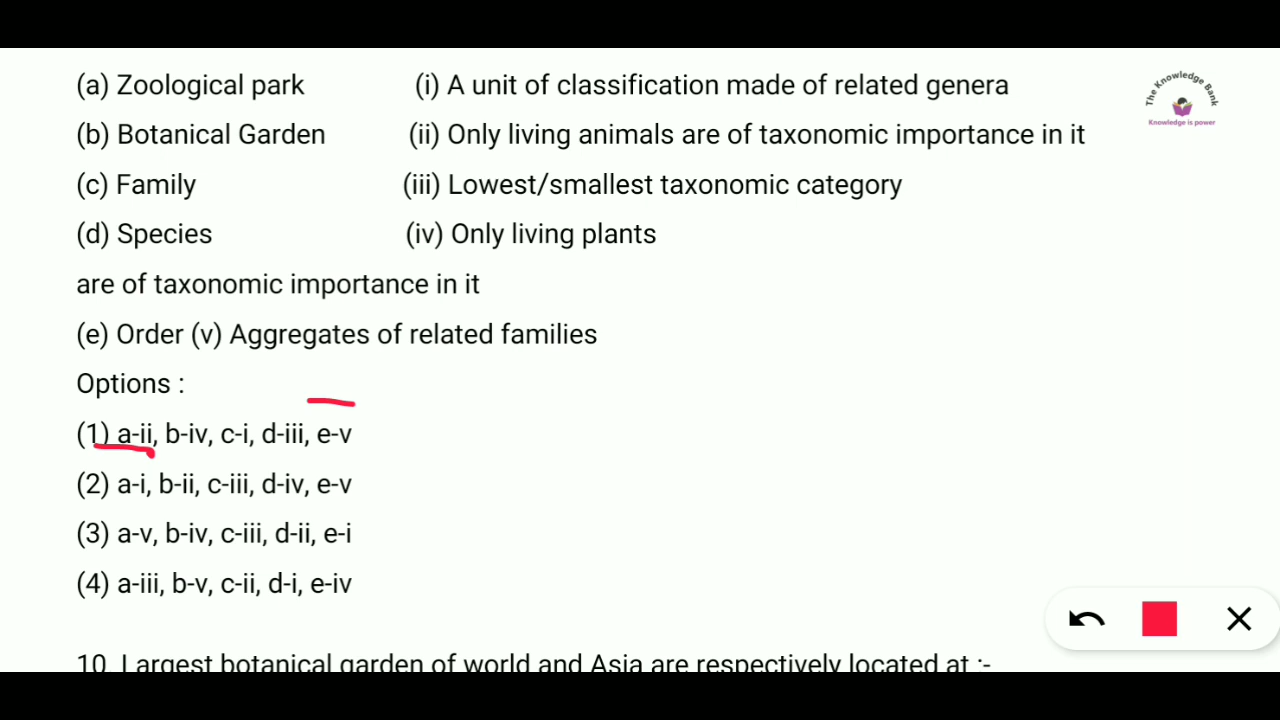 (a) Zoological park (i) A unit of classification made of related genera
The Knowledge Bank
Knowledge is power
(b) Botanical Garden (ii) Only living animals are of taxonomic importance in it
(c) Family (iii) Lowest/smallest taxonomic category
(d) Species (iv) Only living plants
are of taxonomic importance in it
(e) Order (v) Aggregates of related families
Options :
(1) a-ii, b-iv, c-i, d-iii, e-v
(2) a-i, b-ii, c-iii, d-iv, e-v
(3) a-v, b-iv, c-iii, d-ii, e-i
(4) a-iii, b-v, c-ii, d-i, e-iv
10. Largest botanical garden of world and Asia are respectively located at :-